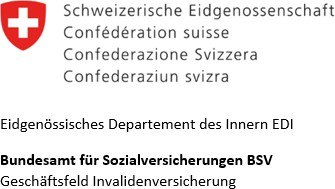 Schweizerische Eidgenossenschaft
Confédération suisse
Confederazione Svizzera
Confederaziun svizra
Eidgenössisches Departement des Innern EDI
Bundesamt für Sozialversicherungen BSV
Geschäftsfeld Invalidenversicherung